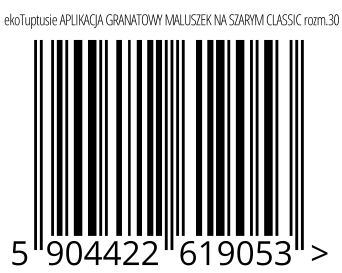 ekoTuptusie APLIKACJA GRANATOWY MALUSZEK NA SZARYM CLASSIC rozm.30
5 904422 619053 >